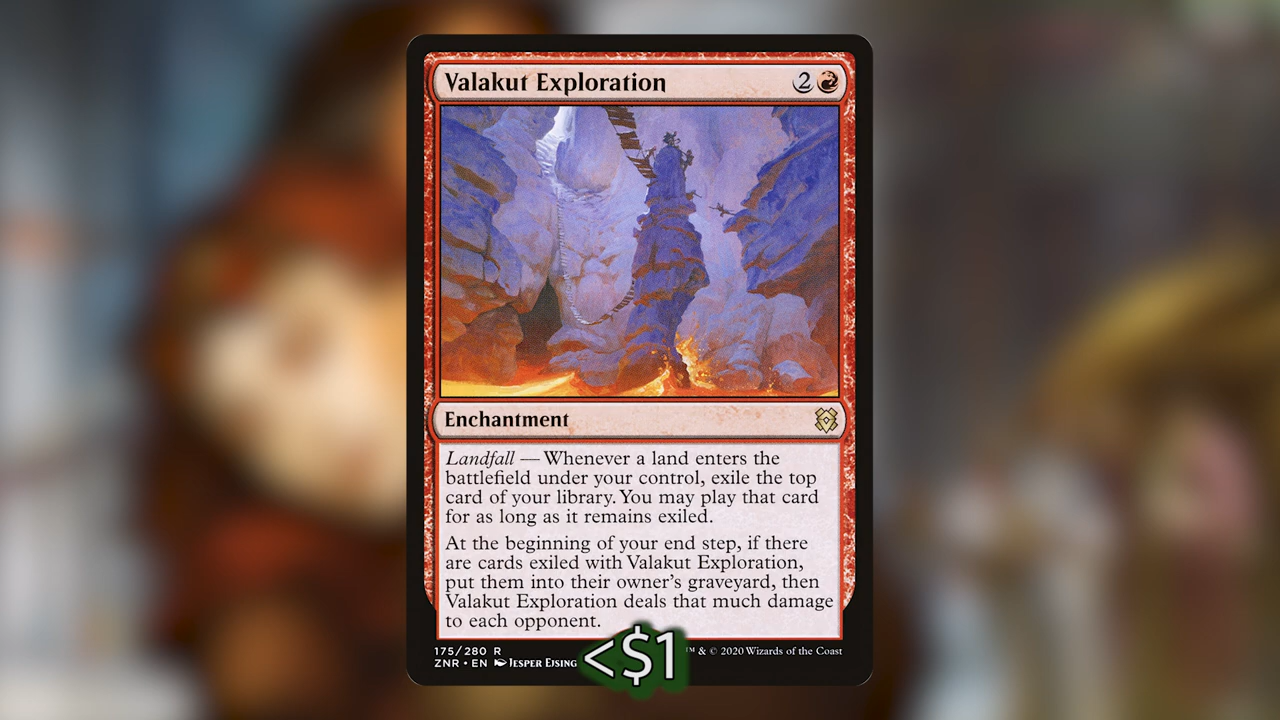 Valakut Exploration 2
Enchantment
Landfall — Whenever a land enters the
battlefield under your control, exile the top
card of your library. You may play that card
for as long as it remains exiled.
At the beginning of your end step, if there
are cards exiled with Valakut Exploration,
put them into their owner's graveyard, then
Valakut Exploration deals that much damage
to each opponent.
175/280 R
ZNR • EN Jesper Ejsing
™ & © 2020 Wizards of the Coast
<$1